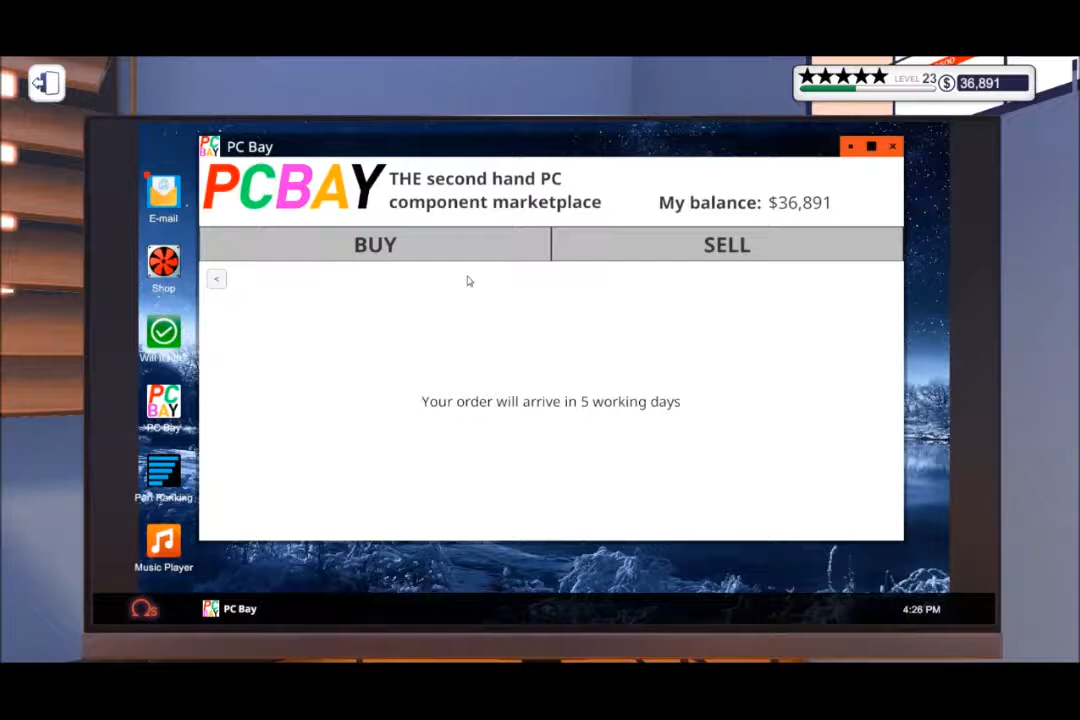 LEVEL 23
$ 36,891
PC Bay
PCBAY
THE second hand PC
component marketplace
My balance: $36,891
BUY
SELL
<
Your order will arrive in 5 working days
E-mail
Shop
PC Bay
Part Ranking
Music Player
PC Bay
4:26 PM